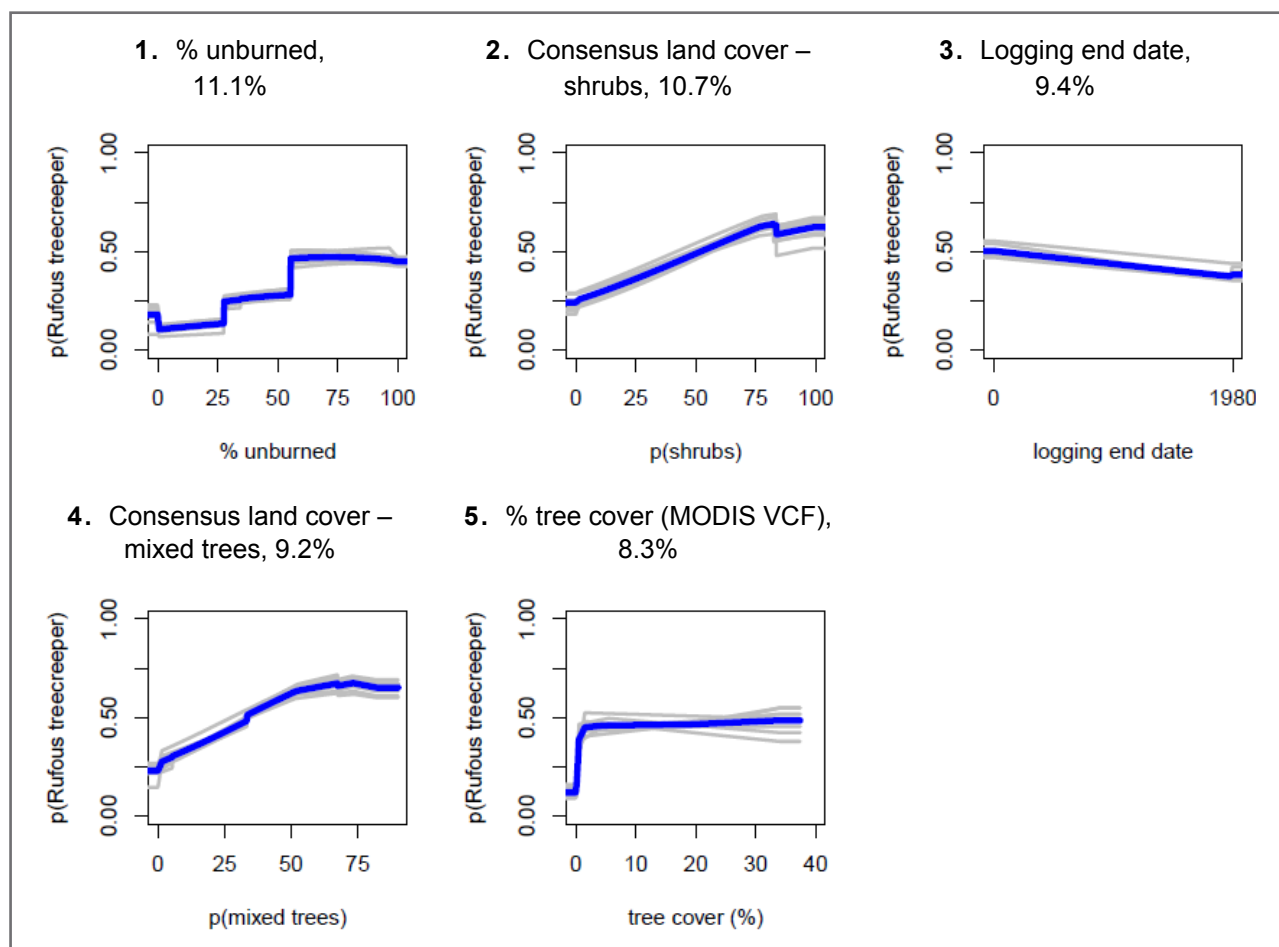 1. % unburned,
11.1%
2. Consensus land cover –
shrubs, 10.7%
3. Logging end date,
9.4%
p(Rufous treecreeper)
1.00
0.50
0.00
0 25 50 75 100
% unburned
p(Rufous treecreeper)
1.00
0.50
0.00
0 25 50 75 100
p(shrubs)
p(Rufous treecreeper)
1.00
0.50
0.00
0 1980
logging end date
4. Consensus land cover –
mixed trees, 9.2%
5. % tree cover (MODIS VCF),
8.3%
p(Rufous treecreeper)
1.00
0.50
0.00
0 25 50 75
p(mixed trees)
p(Rufous treecreeper)
1.00
0.50
0.00
0 10 20 30 40
tree cover (%)